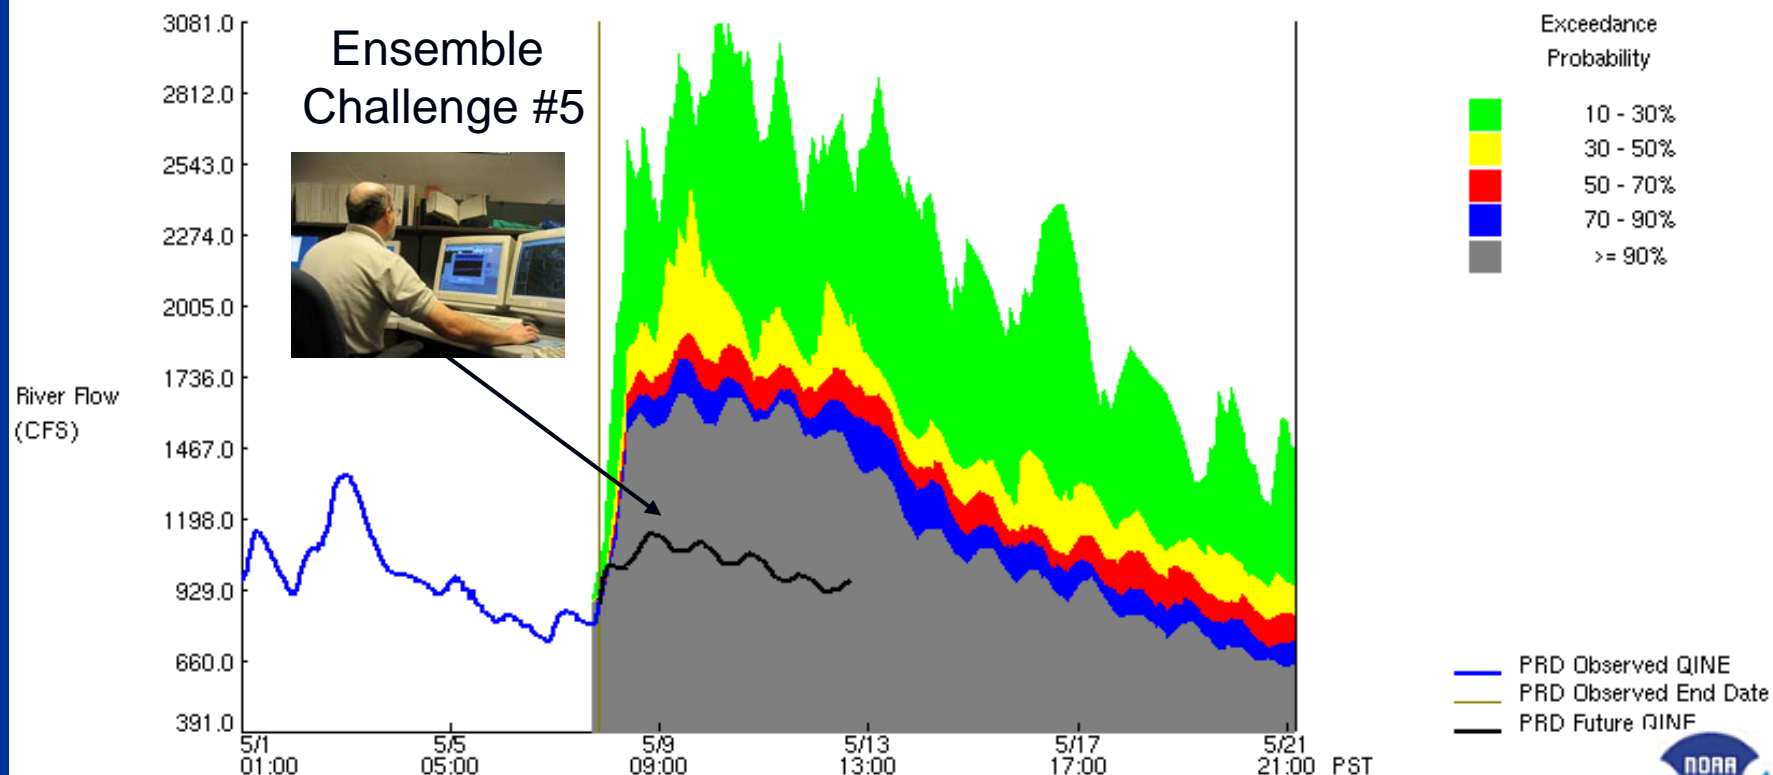 Ensemble
Challenge #5
3081.0
2812.0
2543.0
2274.0
2005.0
1736.0
1467.0
1198.0
929.0
660.0
391.0
River Flow
(CFS)
5/1 5/5 5/9 5/13 5/17 5/21
01:00 05:00 09:00 13:00 17:00 21:00 PST
Exceedance
Probability
10 - 30%
30 - 50%
50 - 70%
70 - 90%
>= 90%
PRD Observed QINE
PRD Observed End Date
PRD Future QINE
NOAA